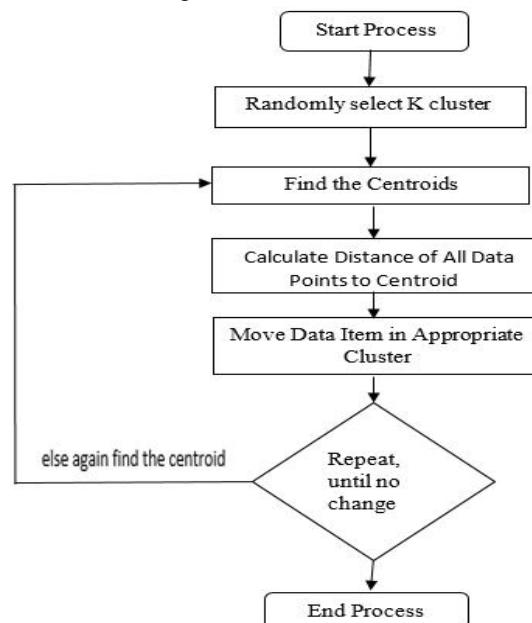 Start Process
Randomly select K cluster
Find the Centroids
Calculate Distance of All Data
Points to Centroid
Move Data Item in Appropriate
Cluster
else again find the centroid
Repeat,
until no
change
End Process